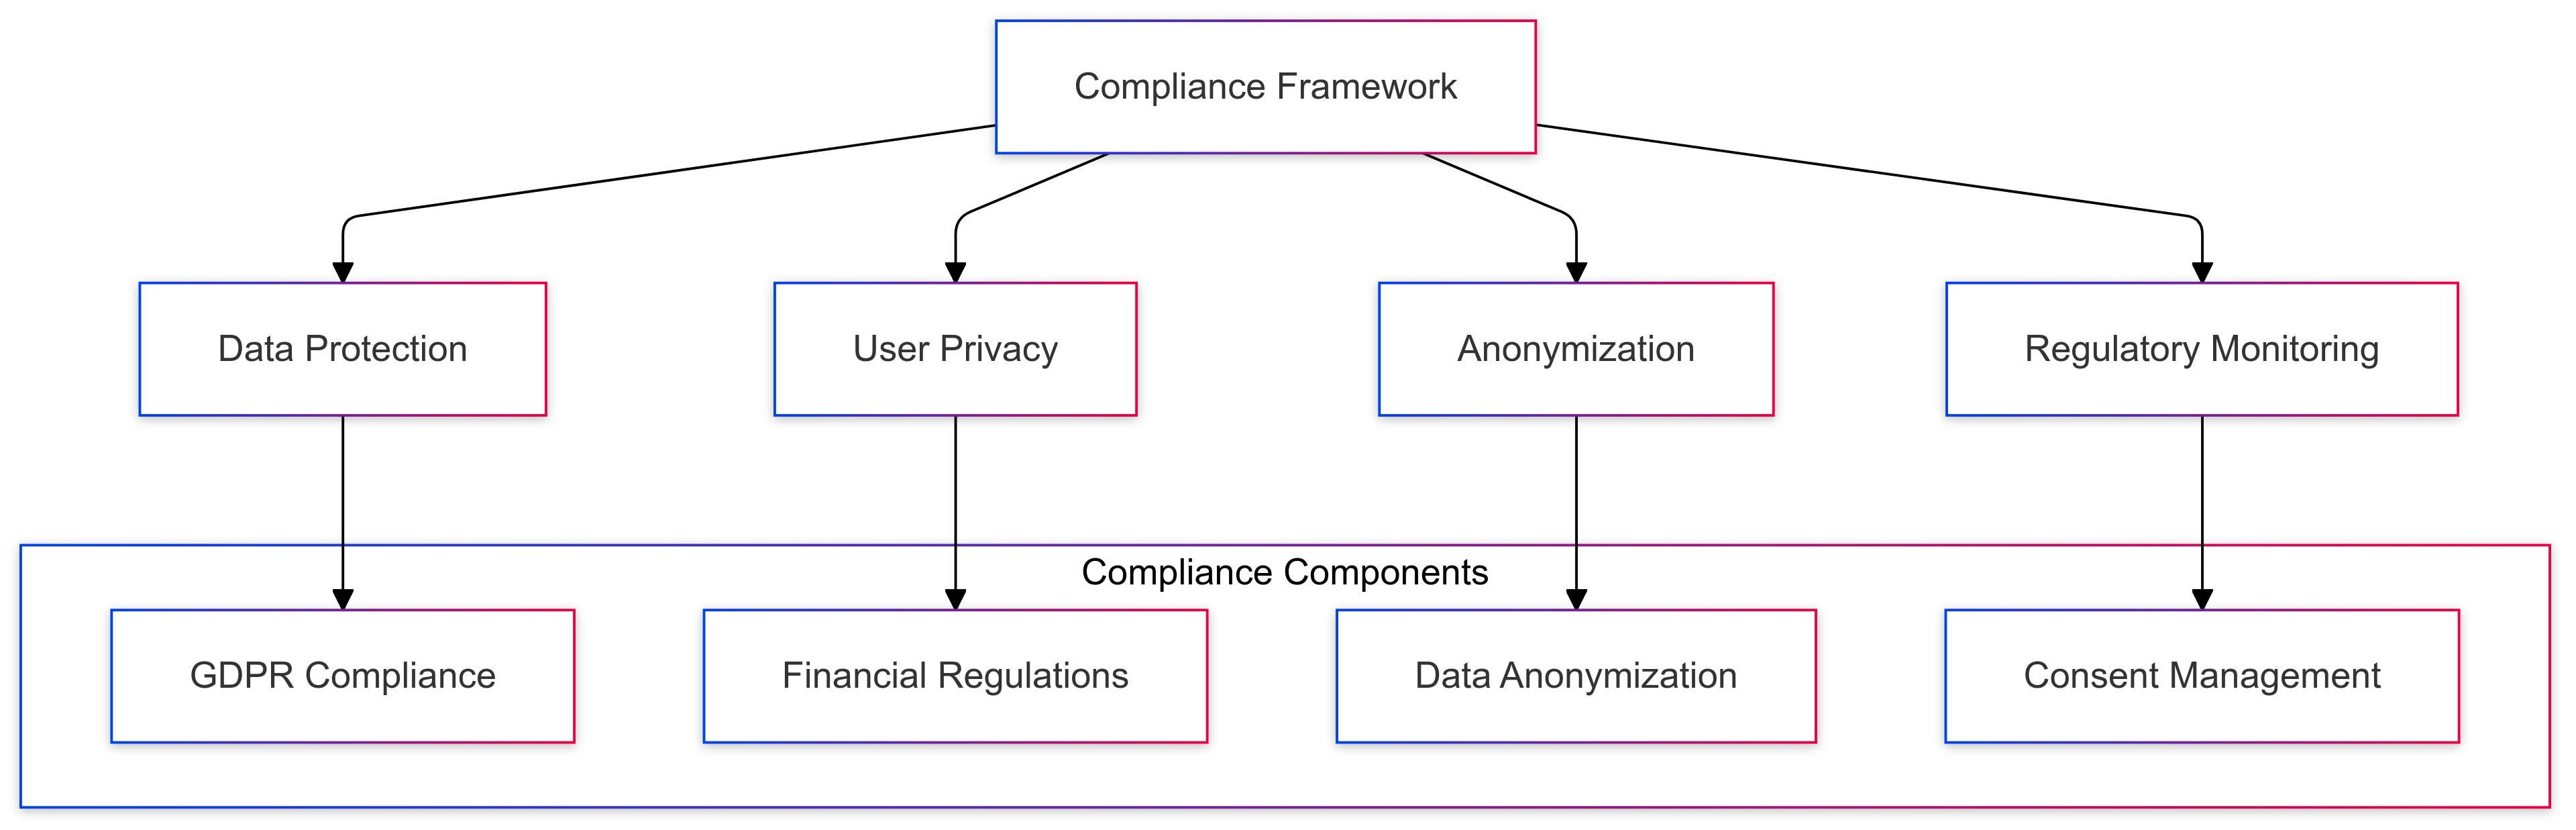 Compliance Framework
Data Protection
User Privacy
Anonymization
Regulatory Monitoring
Compliance Components
GDPR Compliance
Financial Regulations
Data Anonymization
Consent Management